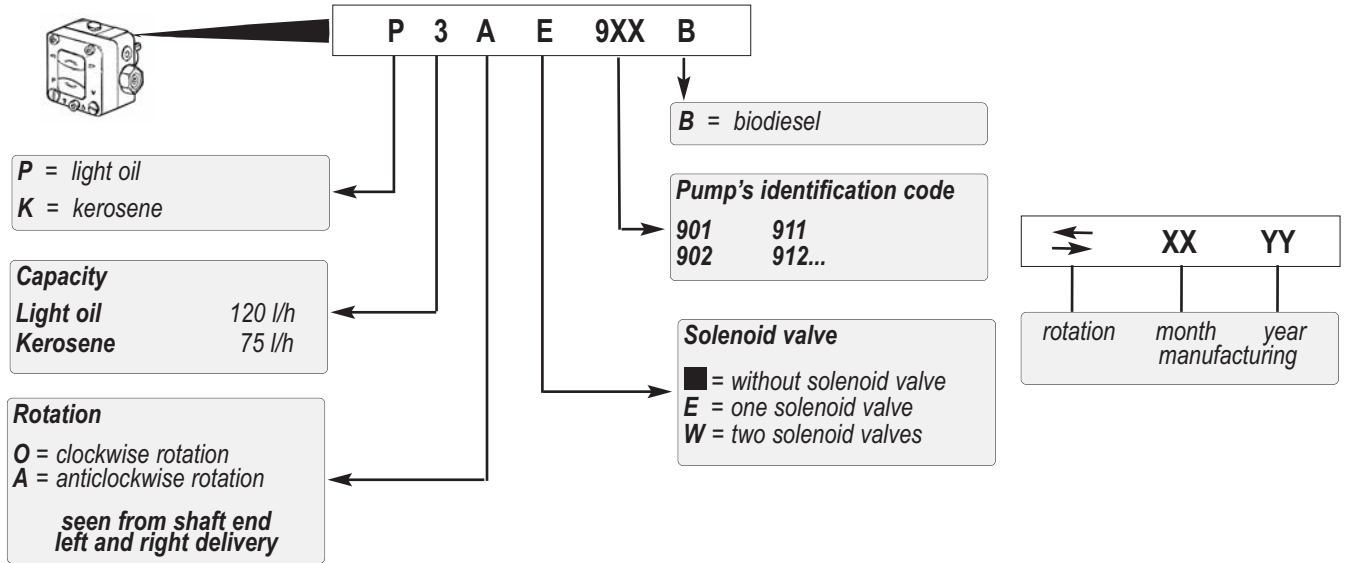 P 3 A E 9XX B
B = biodiesel
P = light oil
K = kerosene
Pump's identification code
901 911
902 912...
XX YY
rotation month year
manufacturing
Capacity
Light oil 120 l/h
Kerosene 75 l/h
Solenoid valve
■ = without solenoid valve
E = one solenoid valve
W = two solenoid valves
Rotation
O = clockwise rotation
A = anticlockwise rotation
seen from shaft end
left and right delivery